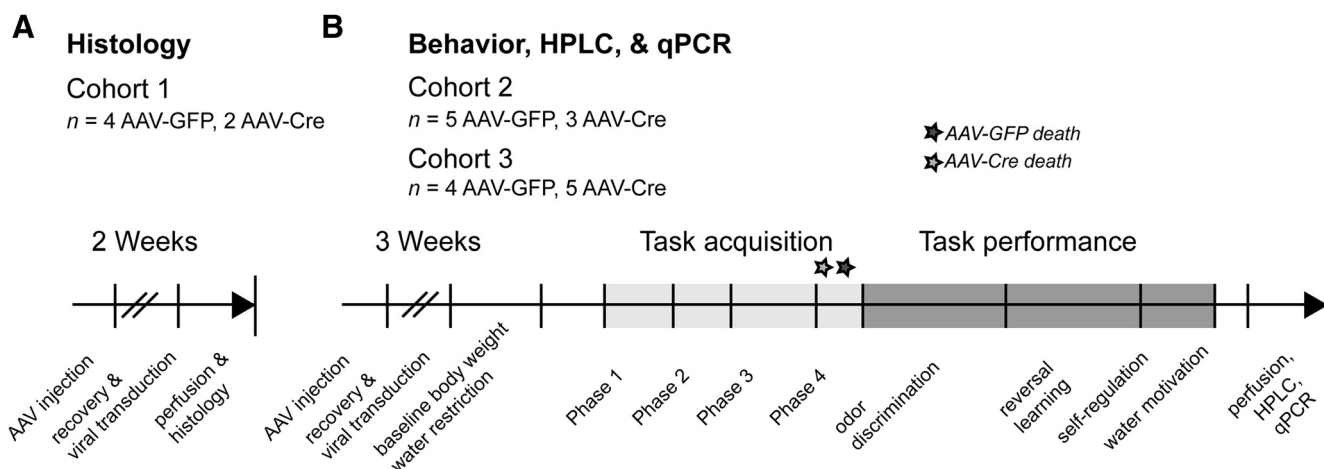 A
Histology
Cohort 1
n = 4 AAV-GFP, 2 AAV-Cre
2 Weeks
AAV injection
recovery &
viral transduction
perfusion &
histology
B
Behavior, HPLC, & qPCR
Cohort 2
n = 5 AAV-GFP, 3 AAV-Cre
Cohort 3
n = 4 AAV-GFP, 5 AAV-Cre
AAV-GFP death
AAV-Cre death
3 Weeks
Task acquisition
Task performance
AAV injection
recovery &
viral transduction
baseline body weight
water restriction
Phase 1
Phase 2
Phase 3
Phase 4
odor
discrimination
reversal
learning
self-regulation
water motivation
perfusion,
HPLC,
qPCR